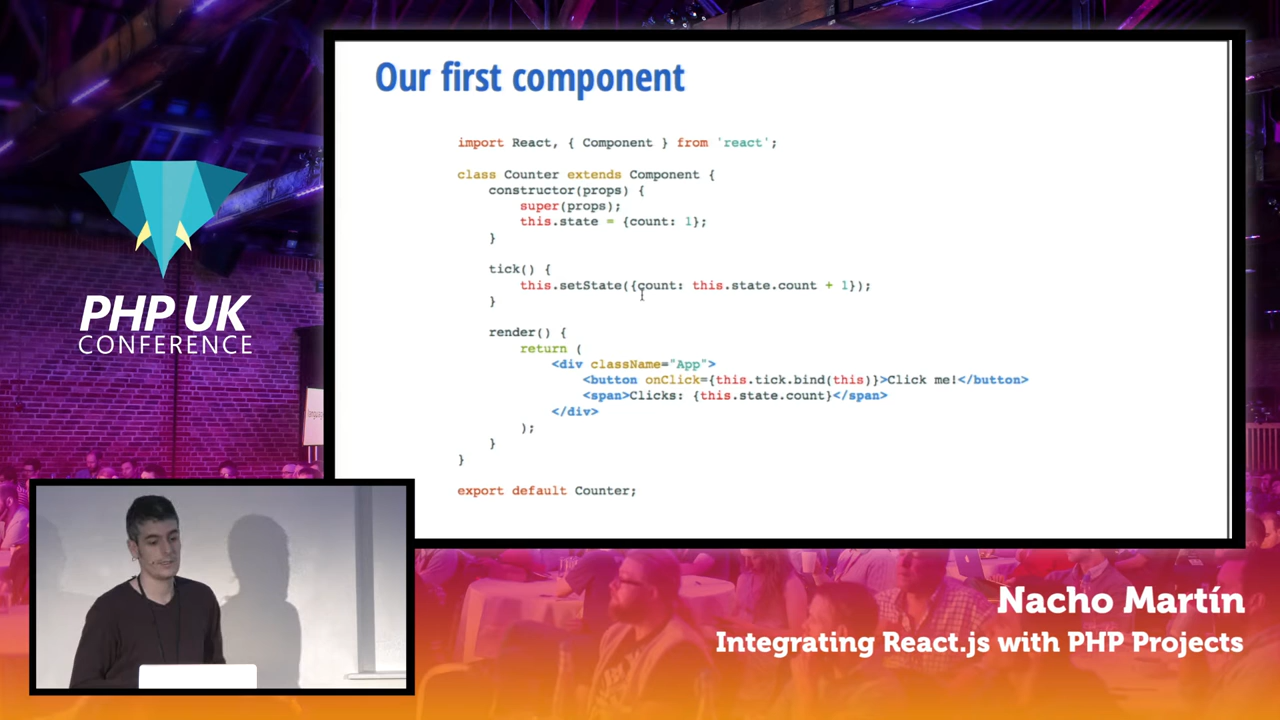 Our first component
import React, { Component } from 'react';
class Counter extends Component {
constructor(props) {
super(props);
this.state = {count: 1};
}
tick() {
this.setState({count: this.state.count + 1});
}
render() {
return (
<div className="App">
<button onClick={this.tick.bind(this)}>Click me!</button>
<span>Clicks: {this.state.count}</span>
</div>
);
}
}
export default Counter;
PHP UK
CONFERENCE
Nacho Martín
Integrating React.js with PHP Projects